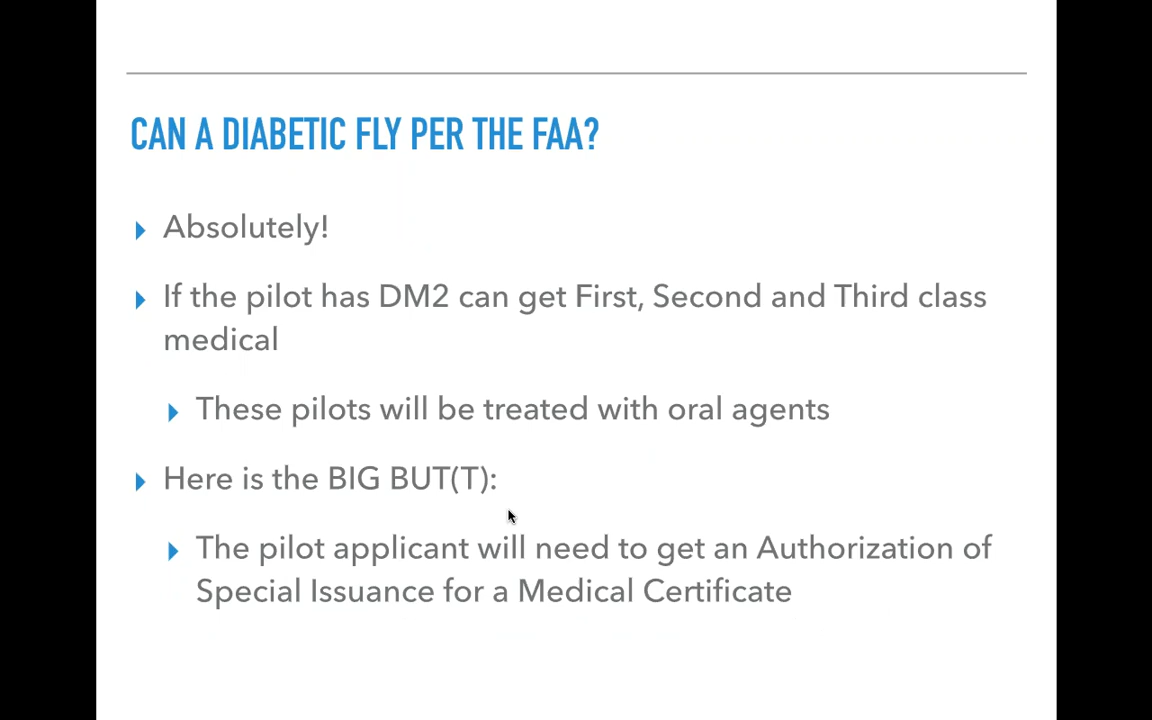 CAN A DIABETIC FLY PER THE FAA?
Absolutely!
If the pilot has DM2 can get First, Second and Third class
medical
These pilots will be treated with oral agents
Here is the BIG BUT(T):
The pilot applicant will need to get an Authorization of
Special Issuance for a Medical Certificate